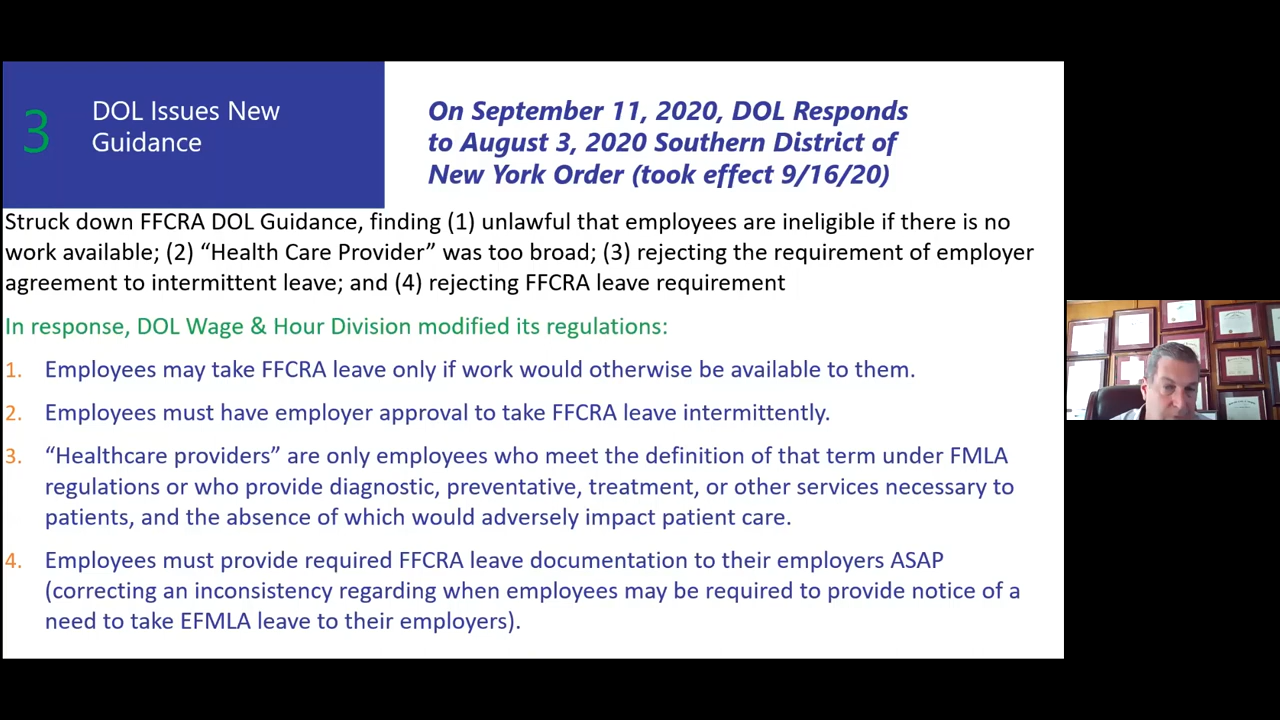 3
DOL Issues New
Guidance
On September 11, 2020, DOL Responds
to August 3, 2020 Southern District of
New York Order (took effect 9/16/20)
Struck down FFCRA DOL Guidance, finding (1) unlawful that employees are ineligible if there is no
work available; (2) “Health Care Provider” was too broad; (3) rejecting the requirement of employer
agreement to intermittent leave; and (4) rejecting FFCRA leave requirement
In response, DOL Wage & Hour Division modified its regulations:
1. Employees may take FFCRA leave only if work would otherwise be available to them.
2. Employees must have employer approval to take FFCRA leave intermittently.
3. “Healthcare providers” are only employees who meet the definition of that term under FMLA
regulations or who provide diagnostic, preventative, treatment, or other services necessary to
patients, and the absence of which would adversely impact patient care.
4. Employees must provide required FFCRA leave documentation to their employers ASAP
(correcting an inconsistency regarding when employees may be required to provide notice of a
need to take EFMLA leave to their employers).